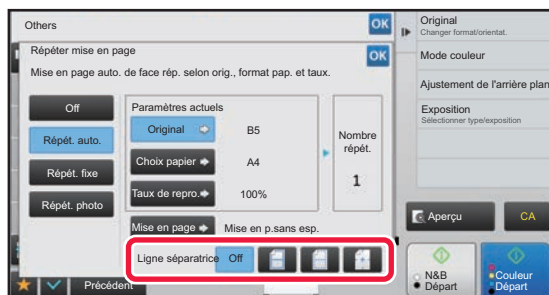 Others
OK
Répéter mise en page
OK
Mise en page auto. de face rép. selon orig., format pap. et taux.
Off
Répét. auto.
Répét. fixe
Répét. photo
Paramètres actuels
Original
B5
Choix papier
A4
Taux de repro.
100%
Nombre
répét.
1
Mise en page
Mise en p.sans esp.
Ligne séparatrice
Off
Précédent
Original
Changer format/orientat.
Mode couleur
Ajustement de l'arrière plan
Exposition
Sélectionner type/exposition
Aperçu
CA
N&B
Départ
Couleur
Départ